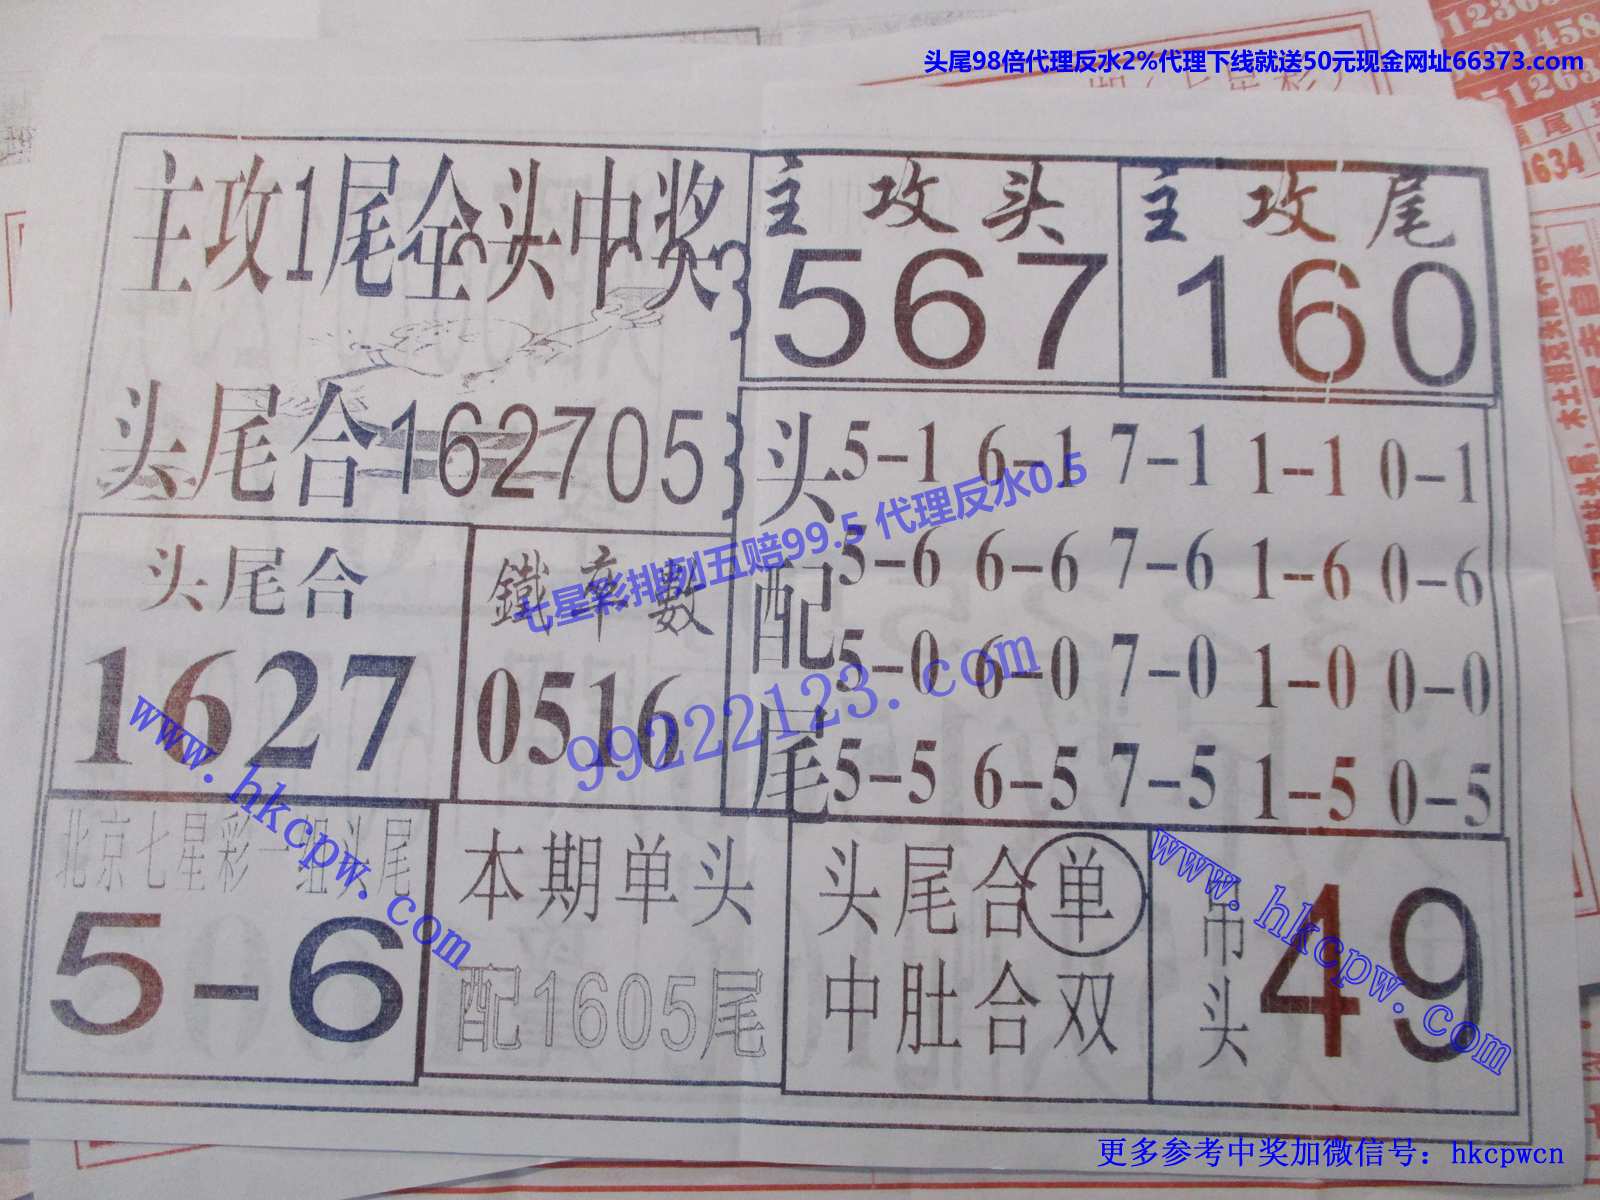 头尾98倍代理反水2%代理下线就送50元现金网址66373.com
主攻1尾全头中奖
主攻头
567
主攻尾
160
头尾合162705
头配尾
5-1 6-1 7-1 1-1 0-1
5-6 6-6 7-6 1-6 0-6
5-0 6-0 7-0 1-0 0-0
5-5 6-5 7-5 1-5 0-5
头尾合
1627
鐵率數
0516
七星彩排列五赔99.5 代理反水0.5
99222123.com
www.hkcpw.com
北京七星彩一组头尾
5-6
本期单头
配1605尾
头尾合单
中肚合双
吊头
49
www.hkcpw.com
更多参考中奖加微信号：hkcpwcn
1634